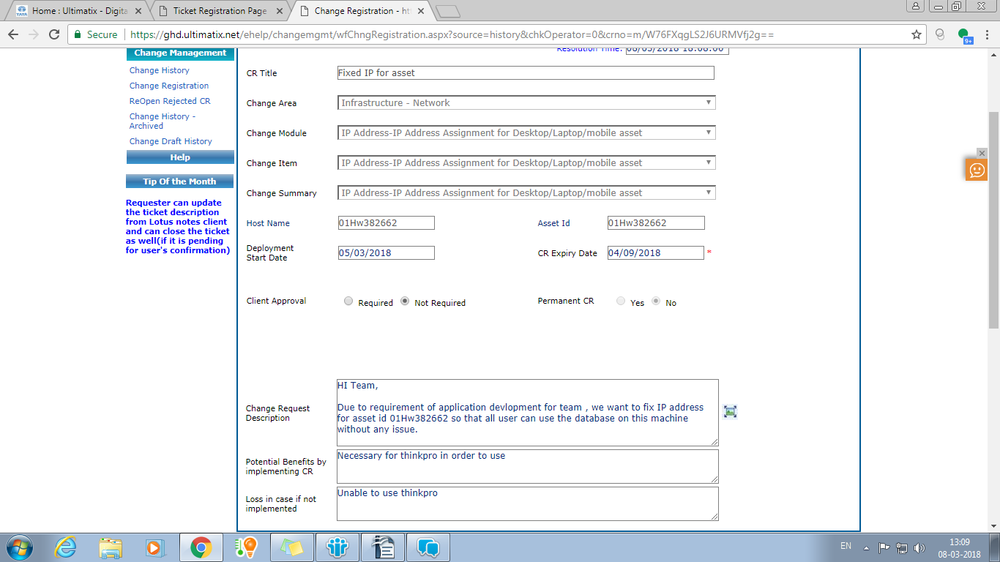 Home : Ultimatix - Digita
Ticket Registration Page
Change Registration - ht
Secure
https://ghd.ultimatix.net/ehelp/changemgmt/wfChngRegistration.aspx?source=history&chkOperator=0&crno=m/W76FXqgLS2J6URMVfj2g==
9+
Change Management
Change History
Change Registration
ReOpen Rejected CR
Change History -
Archived
Change Draft History
Help
Tip Of the Month
Requester can update
the ticket description
from Lotus notes client
and can close the ticket
as well(if it is pending
for user's confirmation)
Resolution Time: 08/03/2018 18:08:00
CR Title
Fixed IP for asset
Change Area
Infrastructure - Network
Change Module
IP Address-IP Address Assignment for Desktop/Laptop/mobile asset
Change Item
IP Address-IP Address Assignment for Desktop/Laptop/mobile asset
Change Summary
IP Address-IP Address Assignment for Desktop/Laptop/mobile asset
Host Name
01Hw382662
Asset Id
01Hw382662
Deployment
Start Date
05/03/2018
CR Expiry Date
04/09/2018 *
Client Approval
Required
Not Required
Permanent CR
Yes
No
Change Request
Description
HI Team,
Due to requirement of application devlopment for team , we want to fix IP address
for asset id 01Hw382662 so that all user can use the database on this machine
without any issue.
Potential Benefits by
implementing CR
Necessary for thinkpro in order to use
Loss in case if not
implemented
Unable to use thinkpro
EN
13:09
08-03-2018